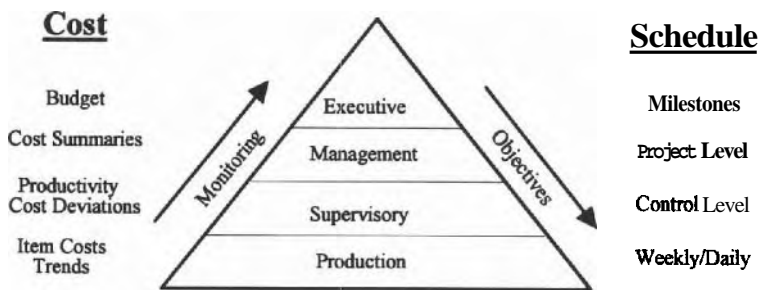 Cost
Budget
Cost Summaries
Productivity
Cost Deviations
Item Costs
Trends
Monitoring
Executive
Management
Supervisory
Production
Objectives
Schedule
Milestones
Project Level
Control Level
Weekly/Daily